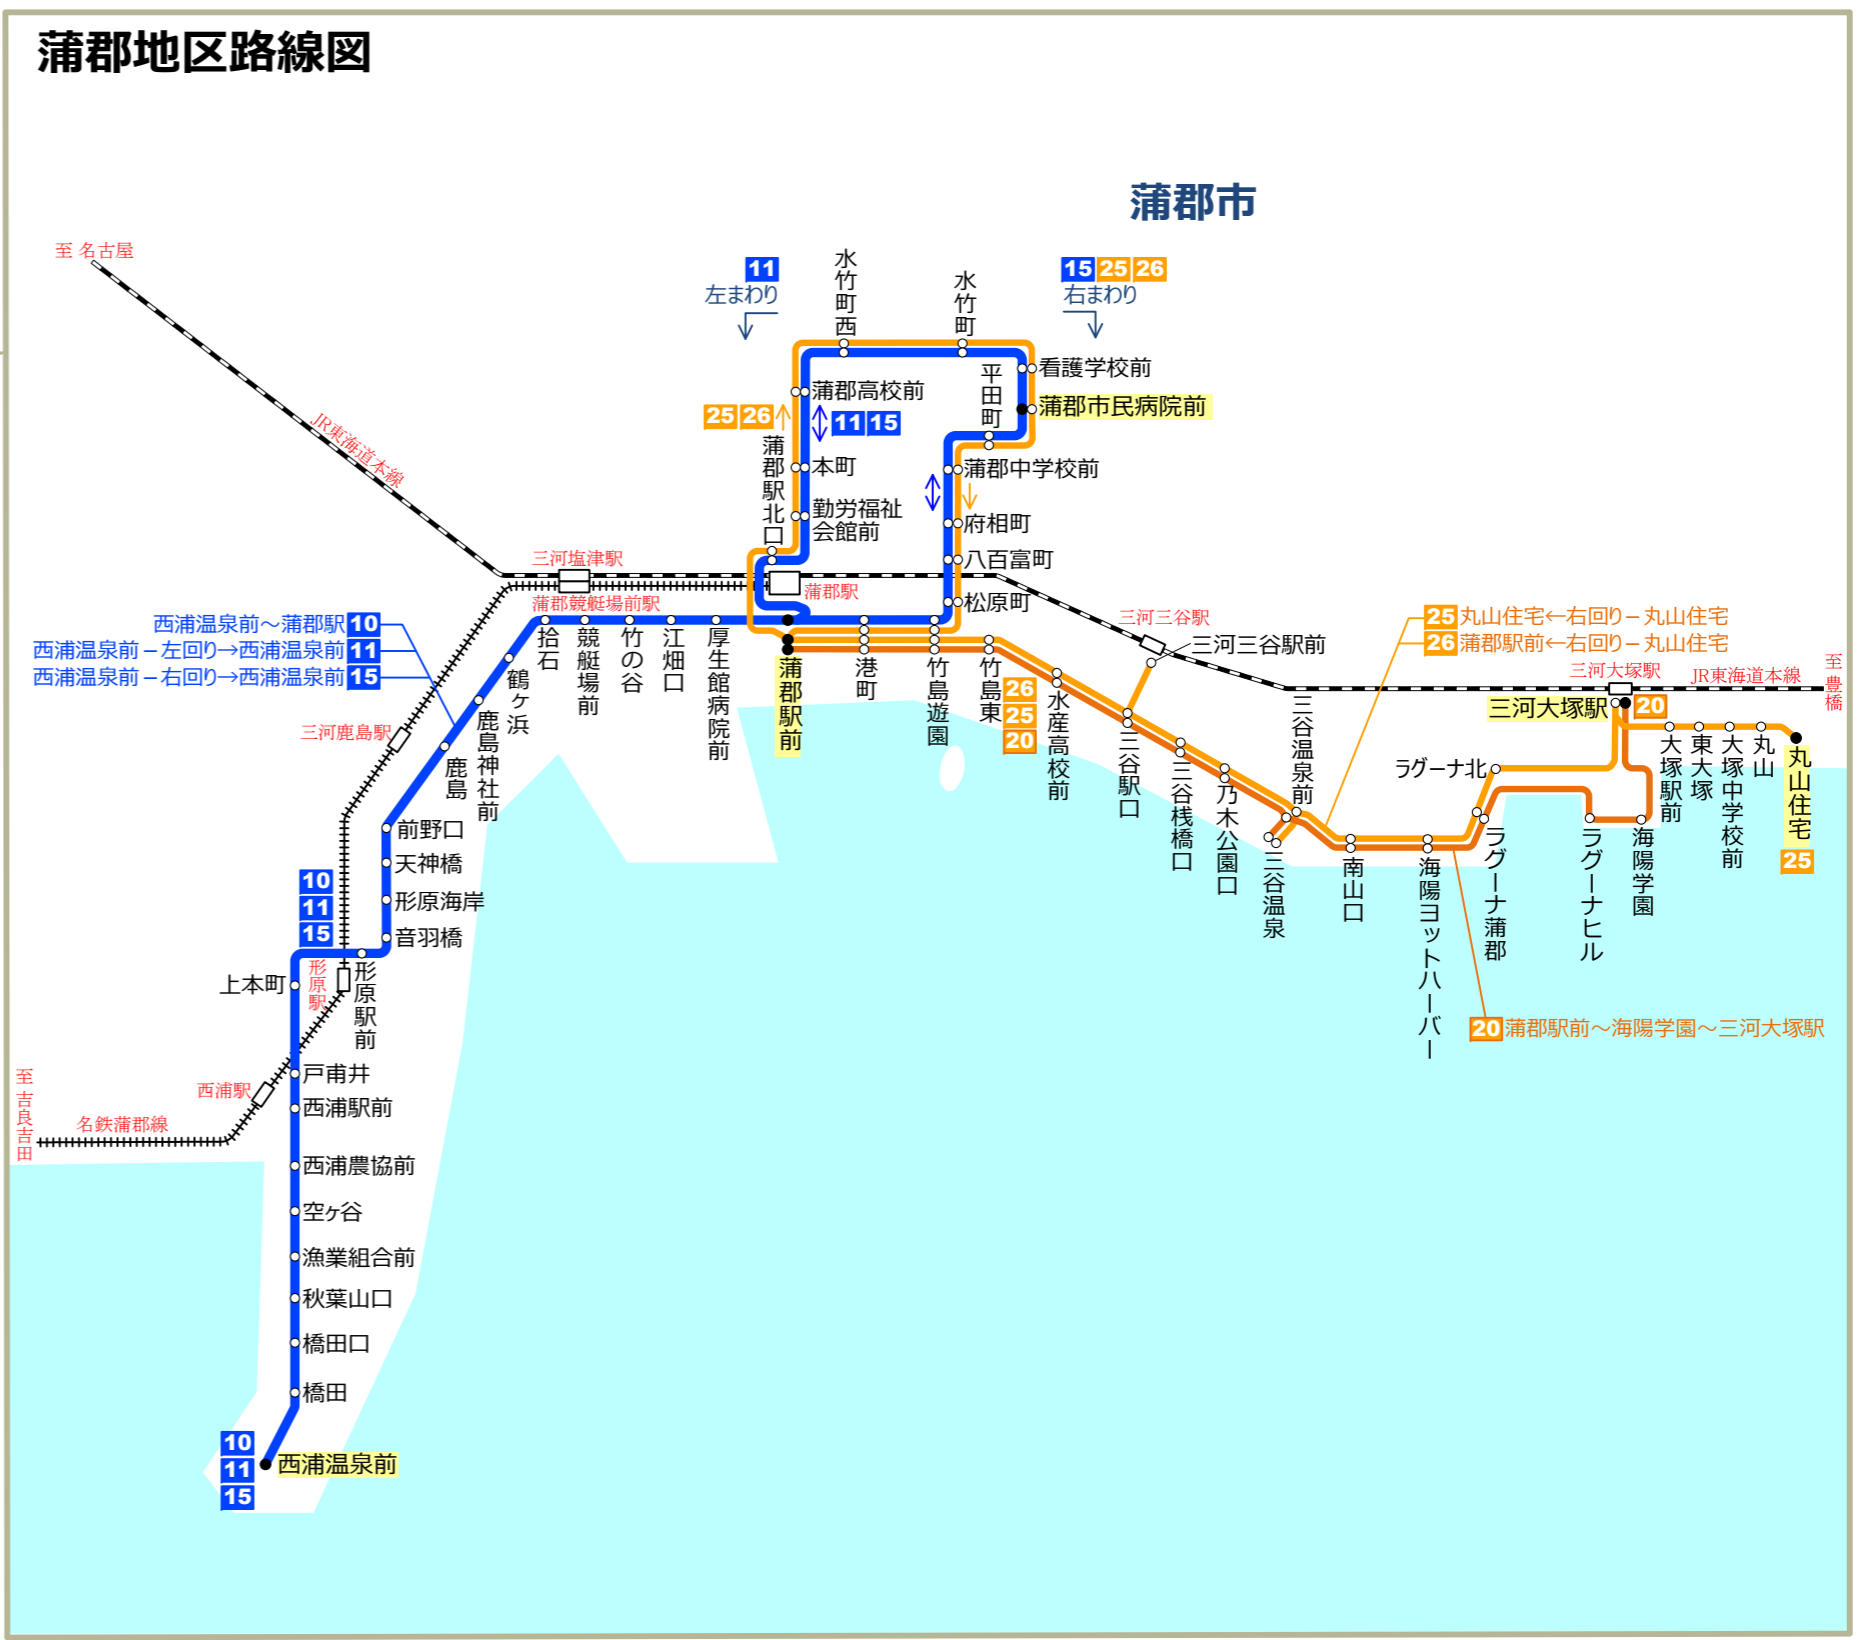 蒲郡地区路線図
蒲郡市
至 名古屋
JR東海道本線
11
左まわり
水竹町西
水竹町
15 25 26
右まわり
看護学校前
蒲郡市民病院前
平田町
蒲郡高校前
25 26
11 15
蒲郡駅北口
本町
勤労福祉
会館前
蒲郡中学校前
府相町
八百富町
松原町
三河塩津駅
蒲郡駅
蒲郡競艇場前駅
西浦温泉前～蒲郡駅 10
西浦温泉前－左回り→西浦温泉前 11
西浦温泉前－右回り→西浦温泉前 15
拾石
競艇場前
竹の谷
江畑口
厚生館病院前
蒲郡駅前
港町
竹島遊園
竹島東
26
25
20
水産高校前
三河三谷駅
三河三谷駅前
三谷駅口
三谷桟橋口
乃木公園口
三谷温泉前
三谷温泉
南山口
海陽ヨットハーバー
ラグーナ蒲郡
ラグーナ北
ラグーナヒル
海陽学園
25 丸山住宅←右回り－丸山住宅
26 蒲郡駅前←右回り－丸山住宅
三河大塚駅
JR東海道本線
至豊橋
三河大塚駅
20
大塚駅前
東大塚
大塚中学校前
丸山
丸山住宅
25
20 蒲郡駅前～海陽学園～三河大塚駅
鶴ヶ浜
鹿島神社前
鹿島
三河鹿島駅
前野口
天神橋
形原海岸
音羽橋
10
11
15
形原駅
形原駅前
上本町
戸甫井
西浦駅
西浦駅前
至 吉良吉田
名鉄蒲郡線
西浦農協前
空ヶ谷
漁業組合前
秋葉山口
橋田口
橋田
10
11
15
西浦温泉前